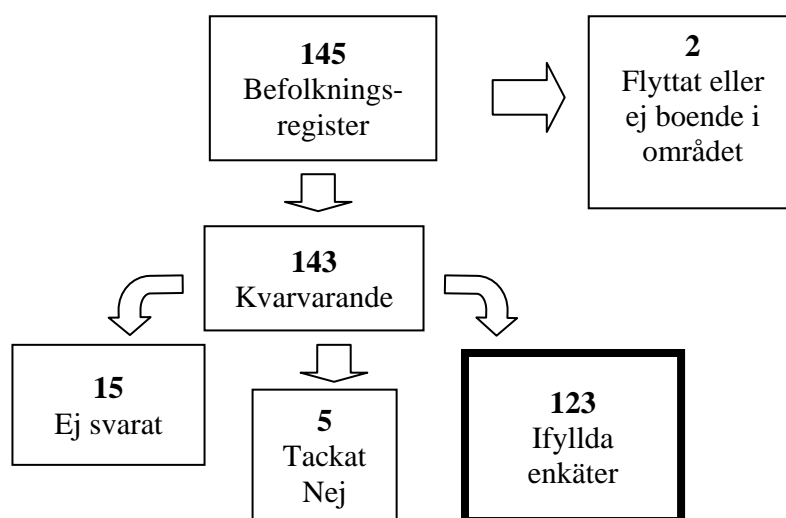 145
Befolknings-
register
2
Flyttat eller
ej boende i
området
143
Kvarvarande
15
Ej svarat
5
Tackat
Nej
123
Ifyllda
enkäter